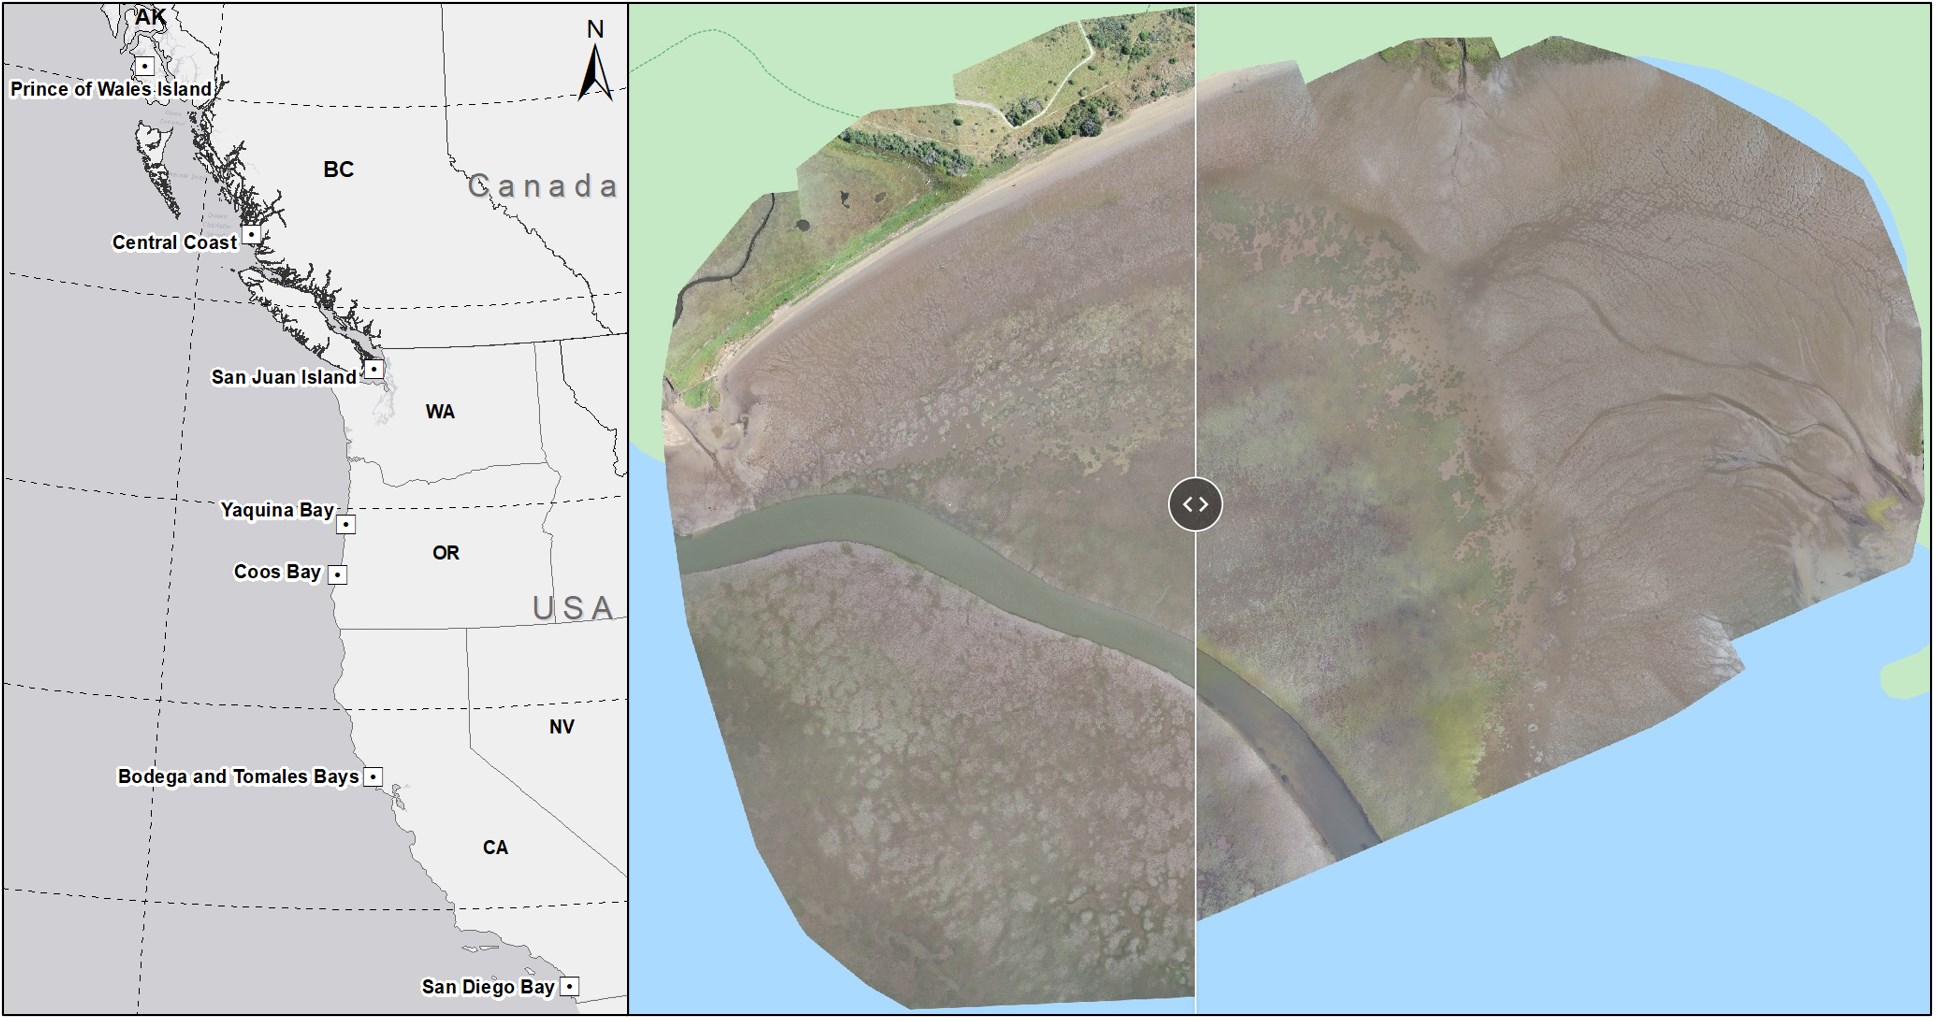 AK
N
Prince of Wales Island
BC
Canada
Central Coast
San Juan Island
WA
Yaquina Bay
OR
Coos Bay
USA
NV
Bodega and Tomales Bays
CA
San Diego Bay